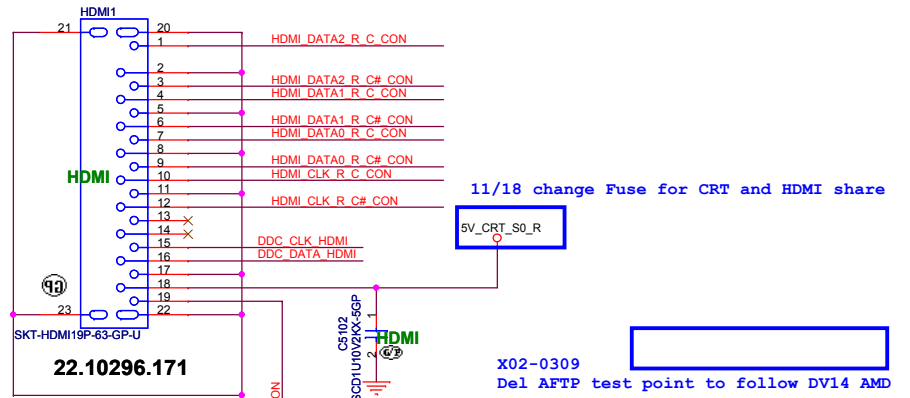 HDMI1
21
20
1
HDMI_DATA2_R_C_CON
2
3
HDMI_DATA2_R_C#_CON
4
HDMI_DATA1_R_C_CON
5
6
HDMI_DATA1_R_C#_CON
7
HDMI_DATA0_R_C_CON
8
9
HDMI_DATA0_R_C#_CON
HDMI
10
HDMI_CLK_R_C_CON
11
12
HDMI_CLK_R_C#_CON
13
14
15
DDC_CLK_HDMI
16
DDC_DATA_HDMI
17
18
19
23
22
SKT-HDMI19P-63-GP-U
22.10296.171
11/18 change Fuse for CRT and HDMI share
5V_CRT_S0_R
C5102
SCD1U10V2KX-5GP
1
2
HDMI
X02-0309
Del AFTP test point to follow DV14 AMD